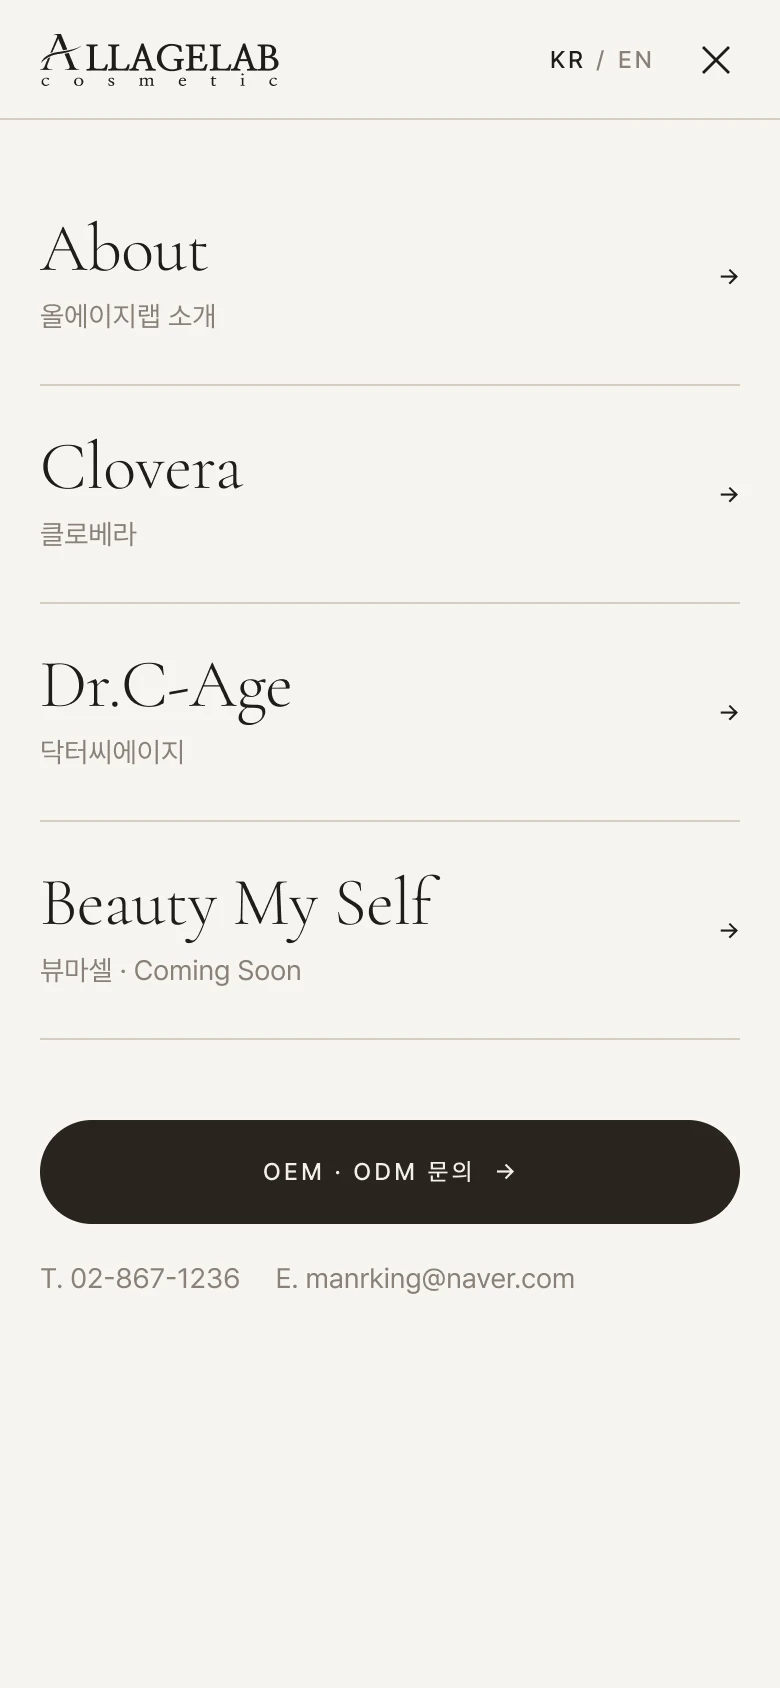 ALLAGELAB
cosmetic
KR / EN
About
올에이지랩 소개
Clovera
클로베라
Dr.C-Age
닥터씨에이지
Beauty My Self
뷰마셀 · Coming Soon
OEM · ODM 문의 →
T. 02-867-1236 E. manrking@naver.com